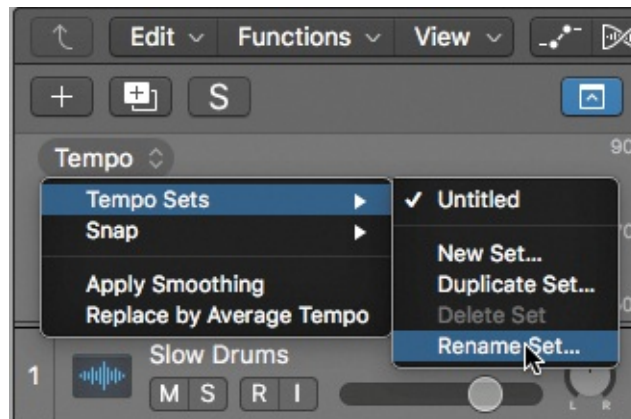 Edit Functions View
+ S
Tempo 90
Tempo Sets ✓ Untitled
Snap
New Set...
Apply Smoothing Duplicate Set...
Replace by Average Tempo Delete Set
Rename Set...
Slow Drums
1
M S R I
L R